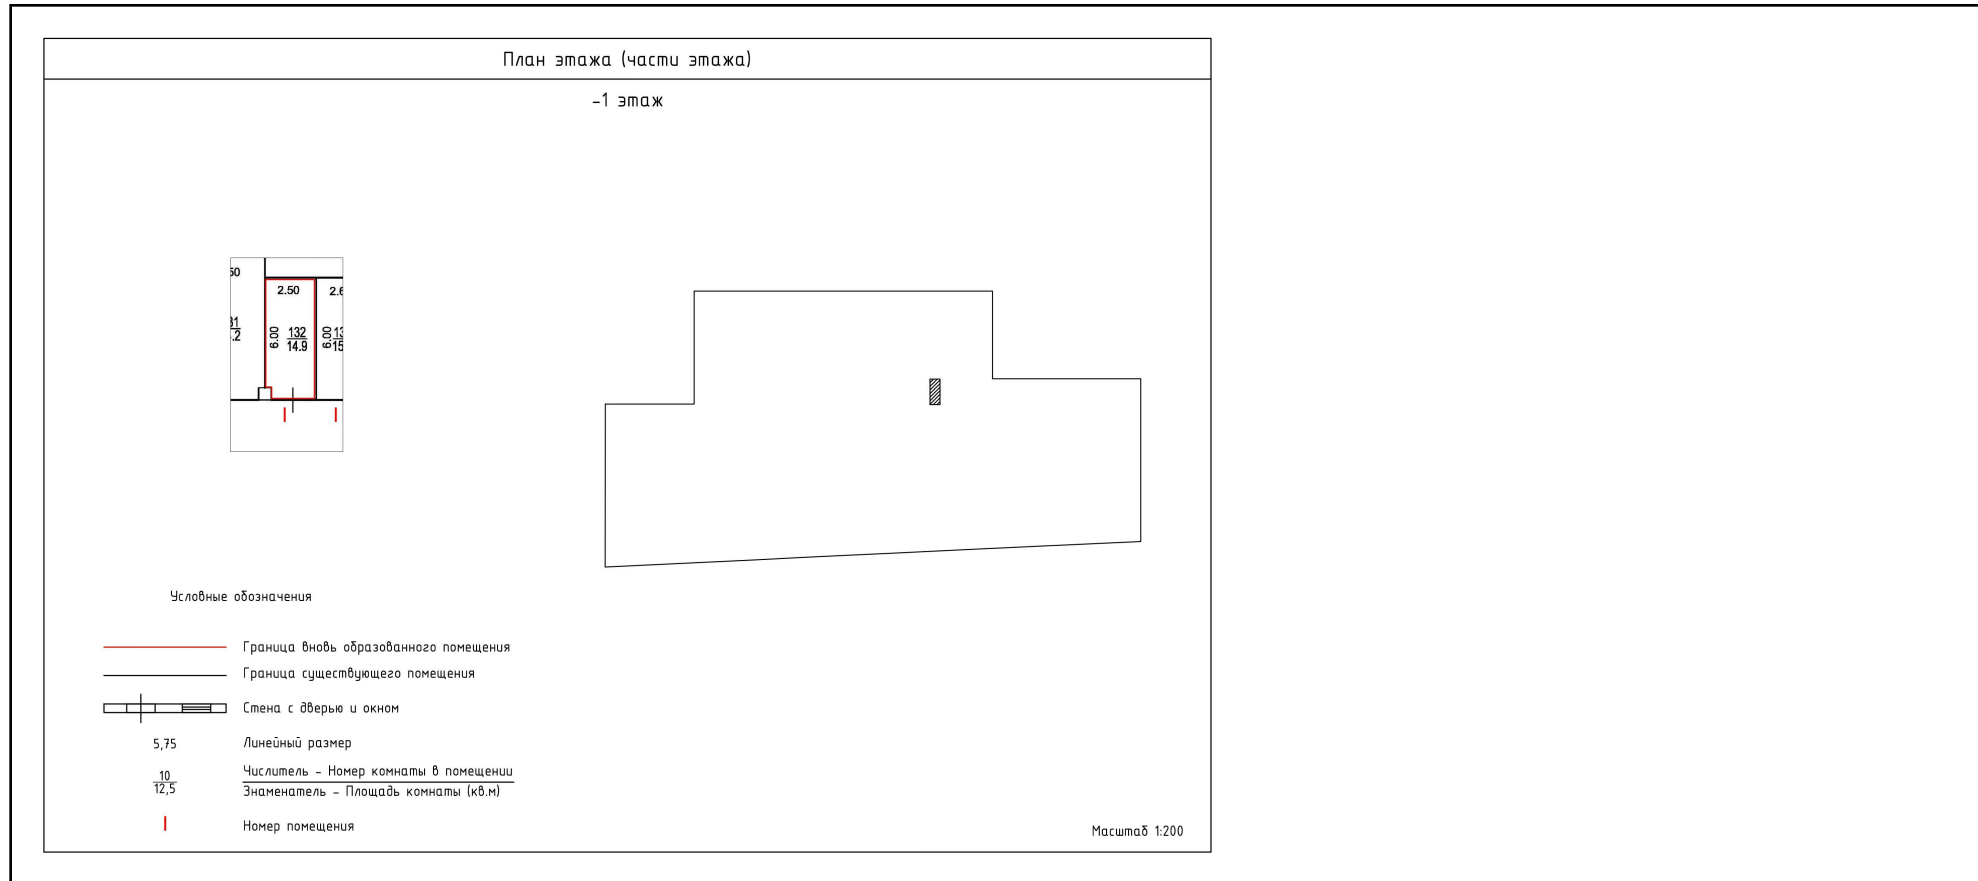 План этажа (части этажа)
-1 этаж
2.50
6.00
132
14.9
6.00
Условные обозначения
Граница вновь образованного помещения
Граница существующего помещения
Стена с дверью и окном
5,75 Линейный размер
10 Числитель - Номер комнаты в помещении
12,5 Знаменатель - Площадь комнаты (кв.м)
I Номер помещения
Масштаб 1:200